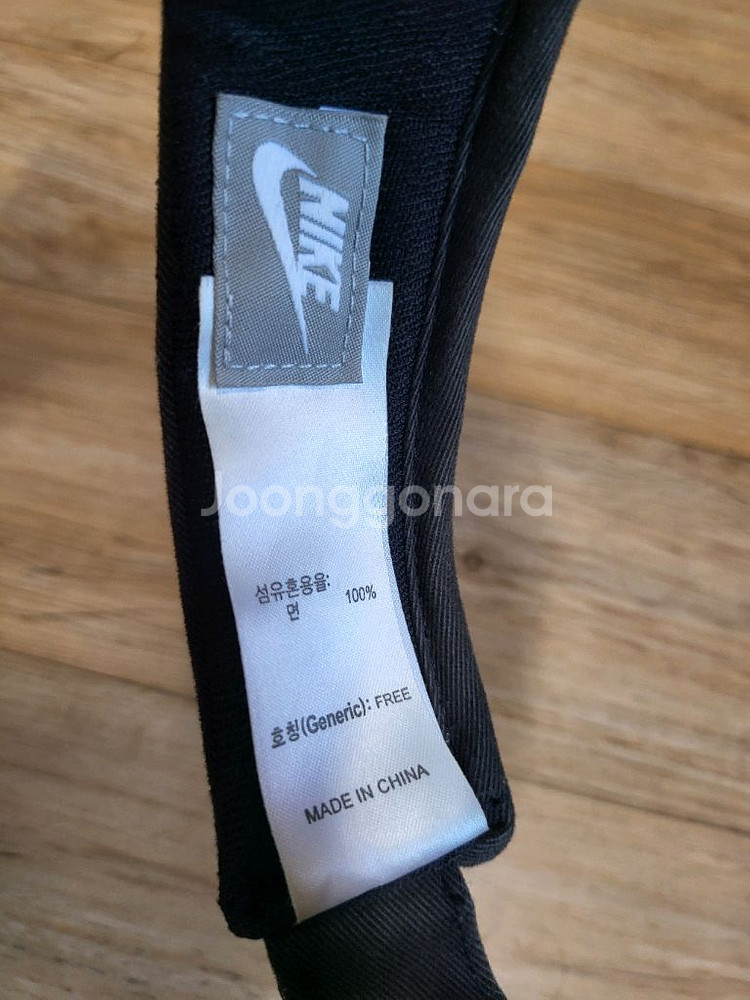 NIKE
Joonggonara
섬유혼용율:
면 100%
호칭(Generic): FREE
MADE IN CHINA